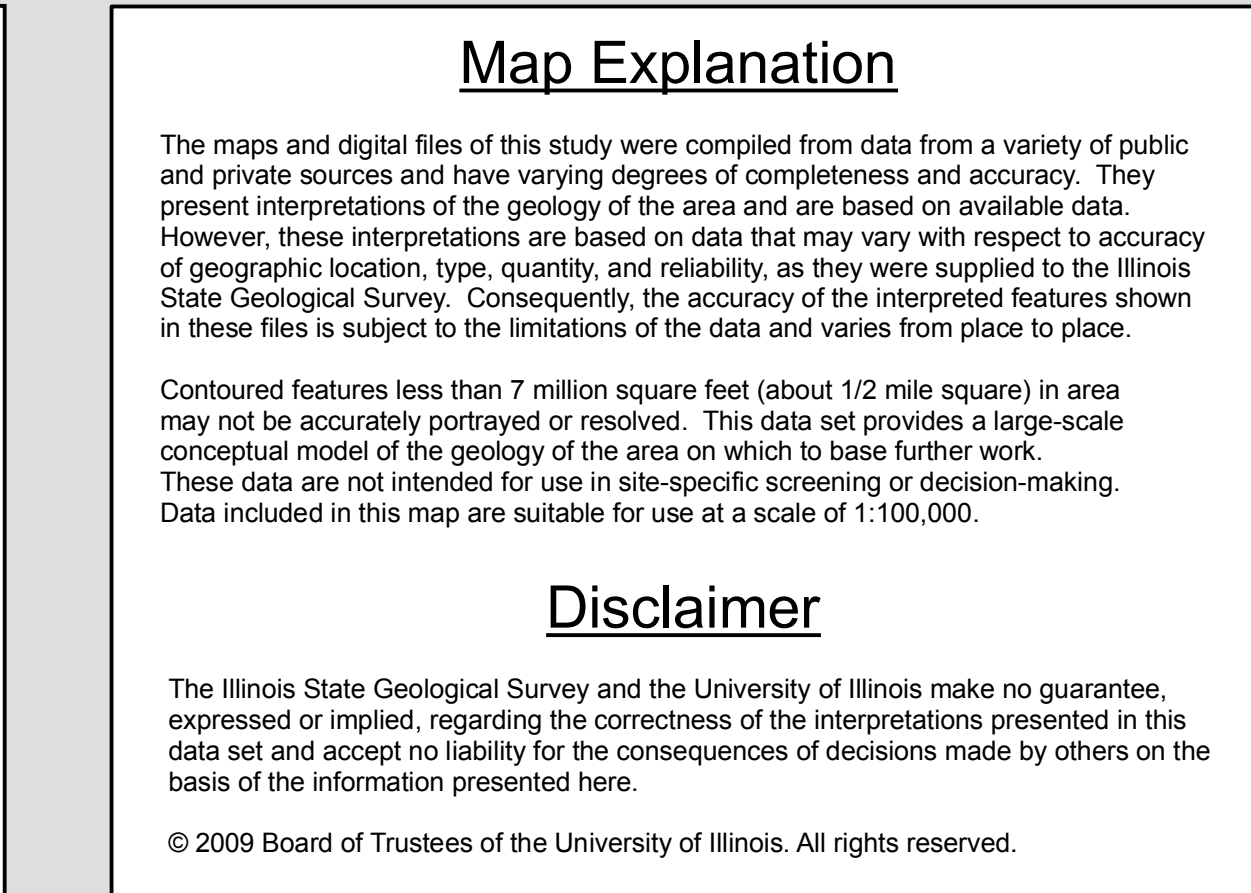 Map Explanation
The maps and digital files of this study were compiled from data from a variety of public
and private sources and have varying degrees of completeness and accuracy.  They
present interpretations of the geology of the area and are based on available data.
However, these interpretations are based on data that may vary with respect to accuracy
of geographic location, type, quantity, and reliability, as they were supplied to the Illinois
State Geological Survey.  Consequently, the accuracy of the interpreted features shown
in these files is subject to the limitations of the data and varies from place to place.
Contoured features less than 7 million square feet (about 1/2 mile square) in area
may not be accurately portrayed or resolved.  This data set provides a large-scale
conceptual model of the geology of the area on which to base further work.
These data are not intended for use in site-specific screening or decision-making.
Data included in this map are suitable for use at a scale of 1:100,000.
Disclaimer
The Illinois State Geological Survey and the University of Illinois make no guarantee,
expressed or implied, regarding the correctness of the interpretations presented in this
data set and accept no liability for the consequences of decisions made by others on the
basis of the information presented here.
© 2009 Board of Trustees of the University of Illinois. All rights reserved.